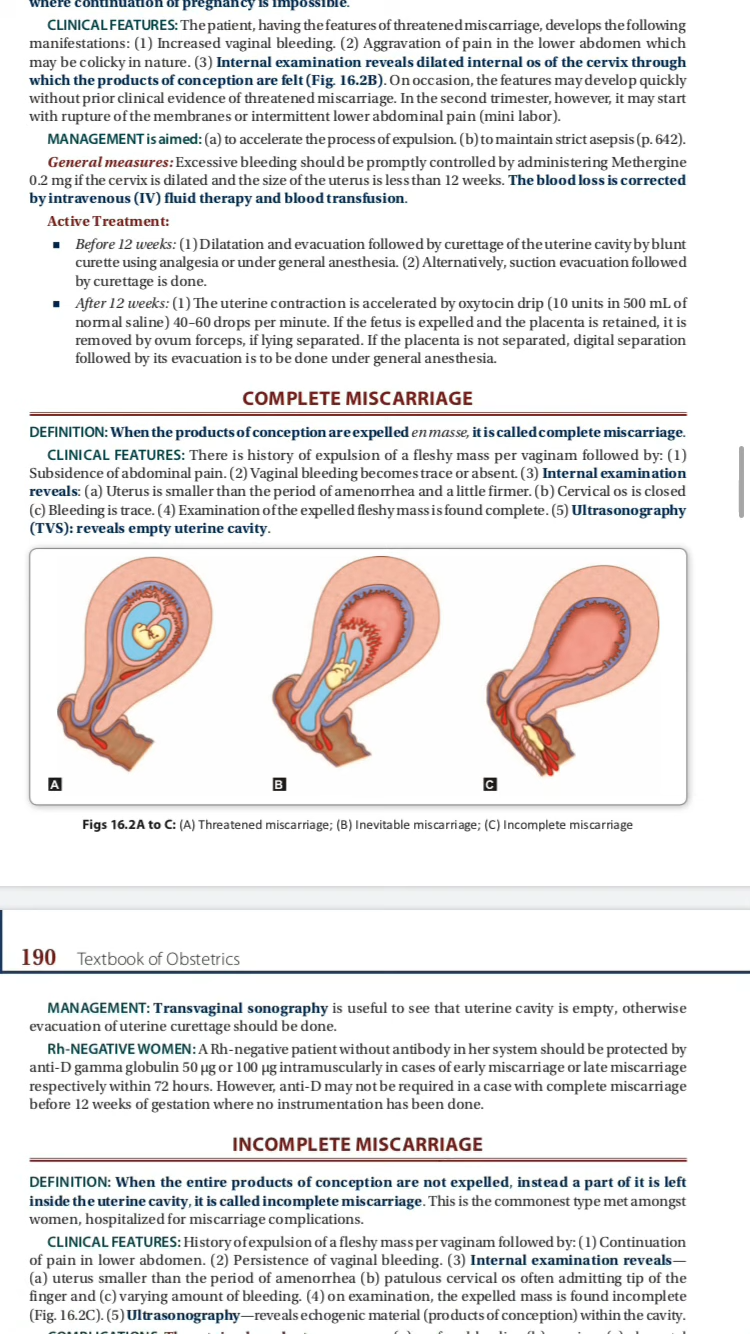 where continuation of pregnancy is impossible.
CLINICAL FEATURES: The patient, having the features of threatened miscarriage, develops the following
manifestations: (1) Increased vaginal bleeding. (2) Aggravation of pain in the lower abdomen which
may be colicky in nature. (3) Internal examination reveals dilated internal os of the cervix through
which the products of conception are felt (Fig. 16.2B). On occasion, the features may develop quickly
without prior clinical evidence of threatened miscarriage. In the second trimester, however, it may start
with rupture of the membranes or intermittent lower abdominal pain (mini labor).
MANAGEMENT is aimed: (a) to accelerate the process of expulsion. (b) to maintain strict asepsis (p. 642).
General measures: Excessive bleeding should be promptly controlled by administering Methergine
0.2 mg if the cervix is dilated and the size of the uterus is less than 12 weeks. The blood loss is corrected
by intravenous (IV) fluid therapy and blood transfusion.
Active Treatment:
▪ Before 12 weeks: (1) Dilatation and evacuation followed by curettage of the uterine cavity by blunt
curette using analgesia or under general anesthesia. (2) Alternatively, suction evacuation followed
by curettage is done.
▪ After 12 weeks: (1) The uterine contraction is accelerated by oxytocin drip (10 units in 500 mL of
normal saline) 40–60 drops per minute. If the fetus is expelled and the placenta is retained, it is
removed by ovum forceps, if lying separated. If the placenta is not separated, digital separation
followed by its evacuation is to be done under general anesthesia.
COMPLETE MISCARRIAGE
DEFINITION: When the products of conception are expelled en masse, it is called complete miscarriage.
CLINICAL FEATURES: There is history of expulsion of a fleshy mass per vaginam followed by: (1)
Subsidence of abdominal pain. (2) Vaginal bleeding becomes trace or absent. (3) Internal examination
reveals: (a) Uterus is smaller than the period of amenorrhea and a little firmer. (b) Cervical os is closed
(c) Bleeding is trace. (4) Examination of the expelled fleshy mass is found complete. (5) Ultrasonography
(TVS): reveals empty uterine cavity.
A B C
Figs 16.2A to C: (A) Threatened miscarriage; (B) Inevitable miscarriage; (C) Incomplete miscarriage
190 Textbook of Obstetrics
MANAGEMENT: Transvaginal sonography is useful to see that uterine cavity is empty, otherwise
evacuation of uterine curettage should be done.
Rh-NEGATIVE WOMEN: A Rh-negative patient without antibody in her system should be protected by
anti-D gamma globulin 50 µg or 100 µg intramuscularly in cases of early miscarriage or late miscarriage
respectively within 72 hours. However, anti-D may not be required in a case with complete miscarriage
before 12 weeks of gestation where no instrumentation has been done.
INCOMPLETE MISCARRIAGE
DEFINITION: When the entire products of conception are not expelled, instead a part of it is left
inside the uterine cavity, it is called incomplete miscarriage. This is the commonest type met amongst
women, hospitalized for miscarriage complications.
CLINICAL FEATURES: History of expulsion of a fleshy mass per vaginam followed by: (1) Continuation
of pain in lower abdomen. (2) Persistence of vaginal bleeding. (3) Internal examination reveals—
(a) uterus smaller than the period of amenorrhea (b) patulous cervical os often admitting tip of the
finger and (c) varying amount of bleeding. (4) on examination, the expelled mass is found incomplete
(Fig. 16.2C). (5) Ultrasonography—reveals echogenic material (products of conception) within the cavity.